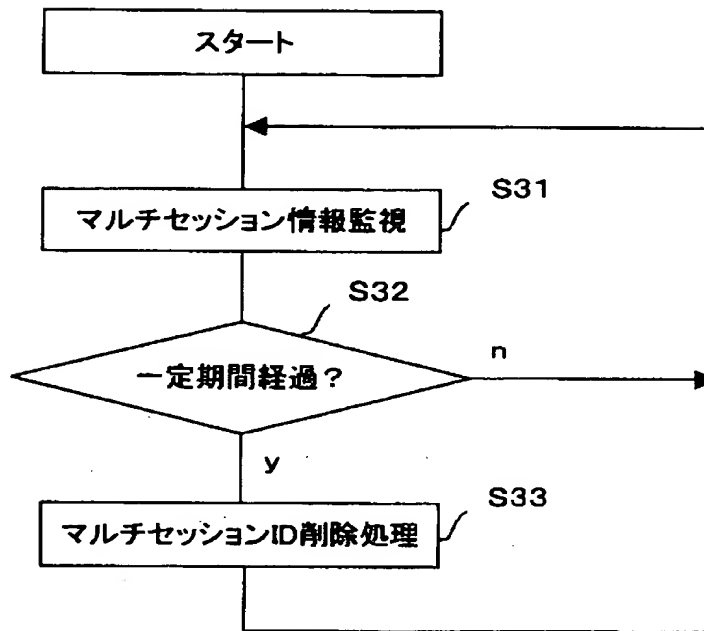 スタート
マルチセッション情報監視
S31
S32
一定期間経過？
n
y
マルチセッションID削除処理
S33